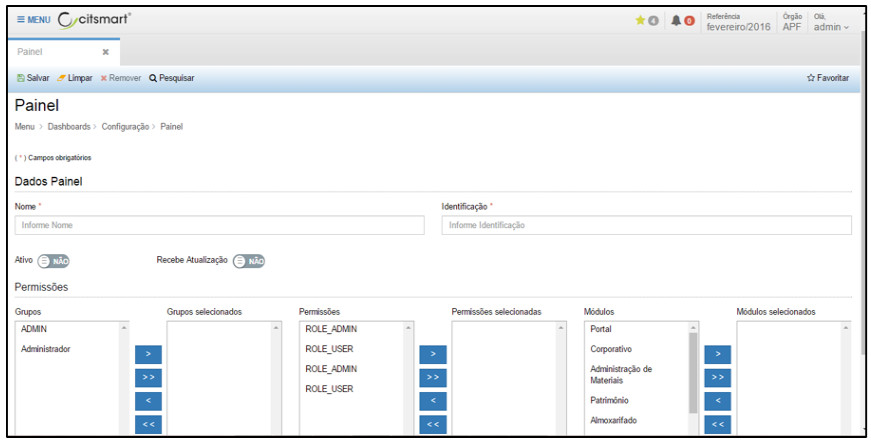 MENU citsmart 4 0 Referência fevereiro/2016 Órgão APF Olá, admin
Painel
Salvar Limpar Remover Pesquisar Favoritar
Painel
Menu > Dashboards > Configuração > Painel
( * ) Campos obrigatórios
Dados Painel
Nome * Identificação *
Informe Nome Informe Identificação
Ativo NÃO Recebe Atualização NÃO
Permissões
Grupos Grupos selecionados Permissões Permissões selecionadas Módulos Módulos selecionados
ADMIN ROLE_ADMIN Portal
Administrador ROLE_USER Corporativo
> > >
ROLE_ADMIN Administração de
Materiais
>> >> >>
ROLE_USER
< < <
Patrimônio
Almoxarifado
<< << <<